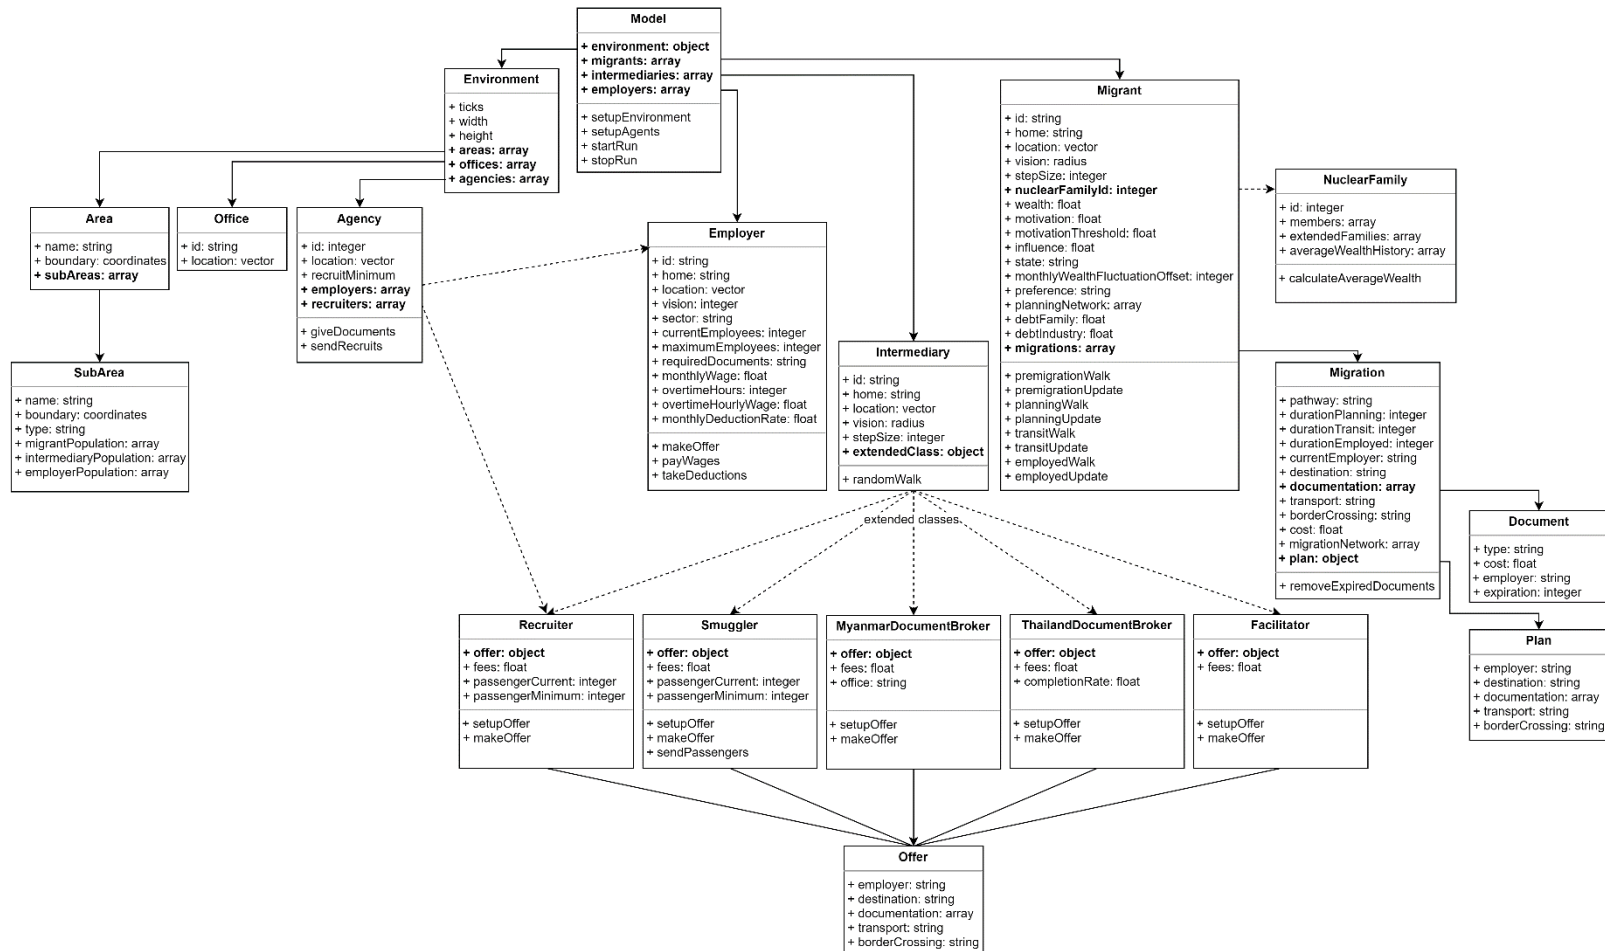 Model
+ environment: object
+ migrants: array
+ intermediaries: array
+ employers: array
+ setupEnvironment
+ setupAgents
+ startRun
+ stopRun
Environment
+ ticks
+ width
+ height
+ areas: array
+ offices: array
+ agencies: array
Migrant
+ id: string
+ home: string
+ location: vector
+ vision: radius
+ stepSize: integer
+ nuclearFamilyId: integer
+ wealth: float
+ motivation: float
+ motivationThreshold: float
+ influence: float
+ state: string
+ monthlyWealthFluctuationOffset: integer
+ preference: string
+ planningNetwork: array
+ debtFamily: float
+ debtIndustry: float
+ migrations: array
+ premigrationWalk
+ premigrationUpdate
+ planningWalk
+ planningUpdate
+ transitWalk
+ transitUpdate
+ employedWalk
+ employedUpdate
NuclearFamily
+ id: integer
+ members: array
+ extendedFamilies: array
+ averageWealthHistory: array
+ calculateAverageWealth
Area
+ name: string
+ boundary: coordinates
+ subAreas: array
Office
+ id: string
+ location: vector
Agency
+ id: integer
+ location: vector
+ recruitMinimum
+ employers: array
+ recruiters: array
+ giveDocuments
+ sendRecruits
Employer
+ id: string
+ home: string
+ location: vector
+ vision: integer
+ sector: string
+ currentEmployees: integer
+ maximumEmployees: integer
+ requiredDocuments: string
+ monthlyWage: float
+ overtimeHours: integer
+ overtimeHourlyWage: float
+ monthlyDeductionRate: float
+ makeOffer
+ payWages
+ takeDeductions
Intermediary
+ id: string
+ home: string
+ location: vector
+ vision: radius
+ stepSize: integer
+ extendedClass: object
+ randomWalk
SubArea
+ name: string
+ boundary: coordinates
+ type: string
+ migrantPopulation: array
+ intermediaryPopulation: array
+ employerPopulation: array
Migration
+ pathway: string
+ durationPlanning: integer
+ durationTransit: integer
+ durationEmployed: integer
+ currentEmployer: string
+ destination: string
+ documentation: array
+ transport: string
+ borderCrossing: string
+ cost: float
+ migrationNetwork: array
+ plan: object
+ removeExpiredDocuments
Document
+ type: string
+ cost: float
+ employer: string
+ expiration: integer
extended classes
Recruiter
+ offer: object
+ fees: float
+ passengerCurrent: integer
+ passengerMinimum: integer
+ setupOffer
+ makeOffer
Smuggler
+ offer: object
+ fees: float
+ passengerCurrent: integer
+ passengerMinimum: integer
+ setupOffer
+ makeOffer
+ sendPassengers
MyanmarDocumentBroker
+ offer: object
+ fees: float
+ office: string
+ setupOffer
+ makeOffer
ThailandDocumentBroker
+ offer: object
+ fees: float
+ completionRate: float
+ setupOffer
+ makeOffer
Facilitator
+ offer: object
+ fees: float
+ setupOffer
+ makeOffer
Plan
+ employer: string
+ destination: string
+ documentation: array
+ transport: string
+ borderCrossing: string
Offer
+ employer: string
+ destination: string
+ documentation: array
+ transport: string
+ borderCrossing: string